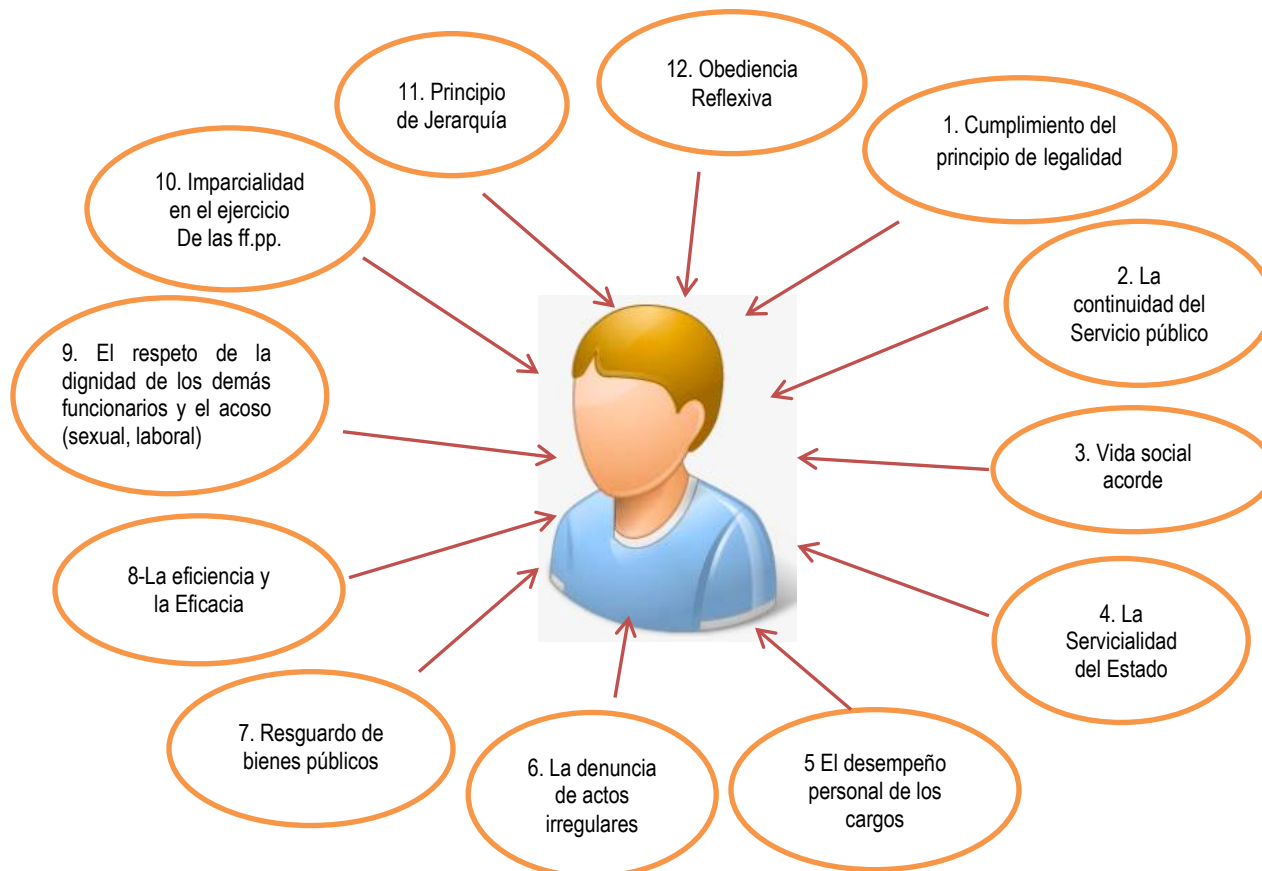 12. Obediencia
Reflexiva
11. Principio
de Jerarquía
1. Cumplimiento del
principio de legalidad
10. Imparcialidad
en el ejercicio
De las ff.pp.
2. La
continuidad del
Servicio público
9. El respeto de la
dignidad de los demás
funcionarios y el acoso
(sexual, laboral)
3. Vida social
acorde
8-La eficiencia y
la Eficacia
4. La
Servicialidad
del Estado
7. Resguardo de
bienes públicos
6. La denuncia
de actos
irregulares
5 El desempeño
personal de los
cargos